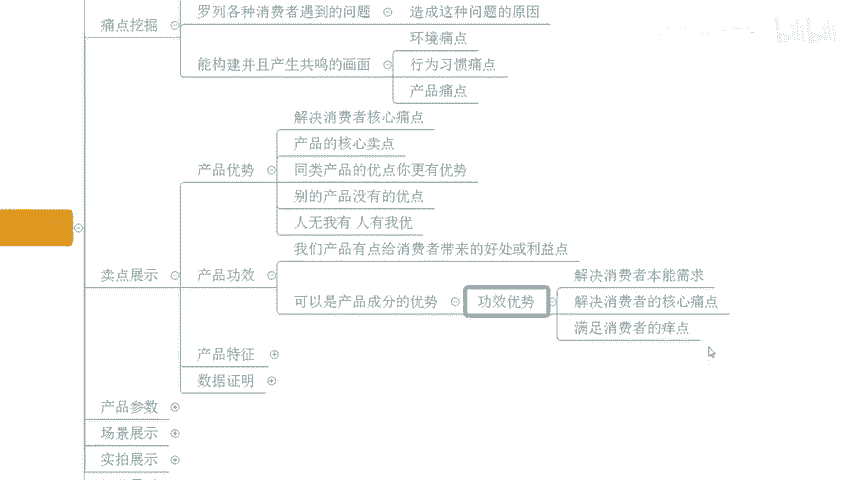 罗列各种消费者遇到的问题 造成这种问题的原因
痛点挖掘
环境痛点
能构建并且产生共鸣的画面 行为习惯痛点
产品痛点
解决消费者核心痛点
产品的核心卖点
产品优势 同类产品的优点你更有优势
别的产品没有的优点
人无我有 人有我优
我们产品有点给消费者带来的好处或利益点
卖点展示 产品功效 解决消费者本能需求
可以是产品成分的优势 功效优势 解决消费者的核心痛点
满足消费者的痒点
产品特征
数据证明
产品参数
场景展示
实拍展示
bilibili